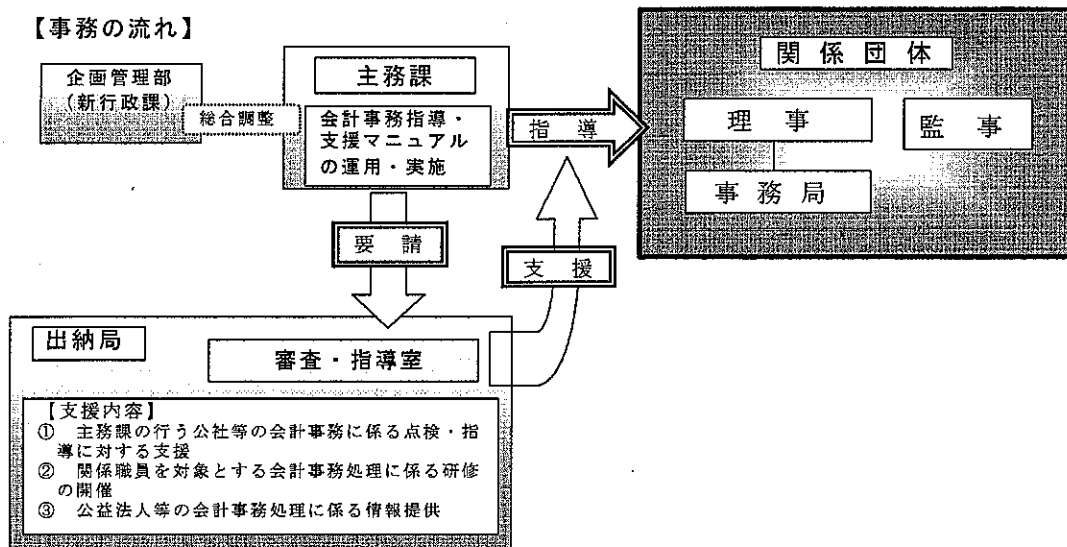 【事務の流れ】
企画管理部
(新行政課)
総合調整
主務課
会計事務指導・
支援マニュアル
の運用・実施
指 導
関 係 団 体
理 事
監 事
事 務 局
要 請
支 援
出納局
審査・指導室
【支援内容】
① 主務課の行う公社等の会計事務に係る点検・指
導に対する支援
② 関係職員を対象とする会計事務処理に係る研修
の開催
③ 公益法人等の会計事務処理に係る情報提供